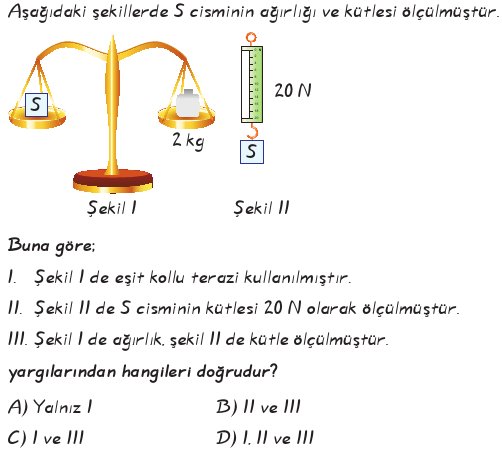 Aşağıdaki şekillerde S cisminin ağırlığı ve kütlesi ölçülmüştür.
S
2 kg
20 N
S
Şekil I
Şekil II
Buna göre;
I. Şekil I de eşit kollu terazi kullanılmıştır.
II. Şekil II de S cisminin kütlesi 20 N olarak ölçülmüştür.
III. Şekil I de ağırlık, şekil II de kütle ölçülmüştür.
yargılarından hangileri doğrudur?
A) Yalnız I
B) II ve III
C) I ve III
D) I, II ve III